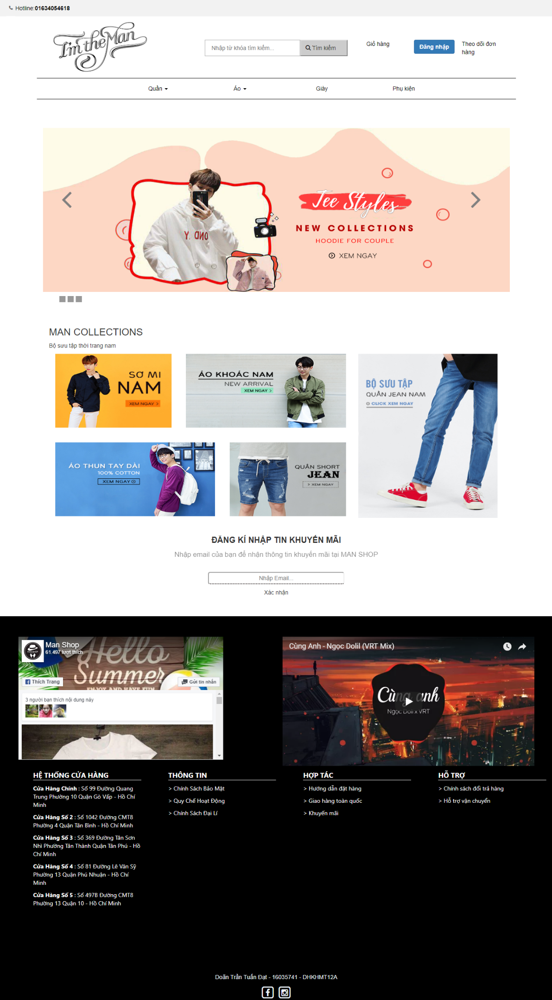 Hotline:01634054618
I'm the Man
Nhập từ khóa tìm kiếm...
Tìm kiếm
Giỏ hàng
Đăng nhập
Theo dõi đơn
hàng
Quần
Áo
Giày
Phụ kiện
Tee Styles
NEW COLLECTIONS
HOODIE FOR COUPLE
XEM NGAY
MAN COLLECTIONS
Bộ sưu tập thời trang nam
SƠ MI
NAM
XEM NGAY >
ÁO KHOÁC NAM
NEW ARRIVAL
XEM NGAY >
BỘ SƯU TẬP
QUẦN JEAN NAM
CLICK XEM NGAY
ÁO THUN TAY DÀI
100% COTTON
XEM NGAY
QUẦN SHORT
JEAN
> XEM NGAY
ĐĂNG KÍ NHẬP TIN KHUYẾN MÃI
Nhập email của bạn để nhận thông tin khuyến mãi tại MAN SHOP
Nhập Email...
Xác nhận
Man Shop
61.497 lượt thích
MAN SHOP
Hello
Summer
ENJOY AND HAVE FUN
Thích Trang
Gửi tin nhắn
3 người bạn thích nội dung này
Cùng Anh - Ngọc Dolil (VRT Mix)
Cùng anh
Ngọc Dolil x VRT
HỆ THỐNG CỬA HÀNG
Cửa Hàng Chính : Số 99 Đường Quang
Trung Phường 10 Quận Gò Vấp - Hồ Chí
Minh
Cửa Hàng Số 2 : Số 1042 Đường CMT8
Phường 4 Quận Tân Bình - Hồ Chí Minh
Cửa Hàng Số 3 : Số 369 Đường Tân Sơn
Nhì Phường Tân Thành Quận Tân Phú - Hồ
Chí Minh
Cửa Hàng Số 4 : Số 81 Đường Lê Văn Sỹ
Phường 13 Quận Phú Nhuận - Hồ Chí
Minh
Cửa Hàng Số 5 : Số 497B Đường CMT8
Phường 13 Quận 10 - Hồ Chí Minh
THÔNG TIN
> Chính Sách Bảo Mật
> Quy Chế Hoạt Động
> Chính Sách Đại Lí
HỢP TÁC
> Hướng dẫn đặt hàng
> Giao hàng toàn quốc
> Khuyến mãi
HỖ TRỢ
> Chính sách đổi trả hàng
> Hỗ trợ vận chuyển
Doãn Trần Tuấn Đạt - 16035741 - DHKHMT12A